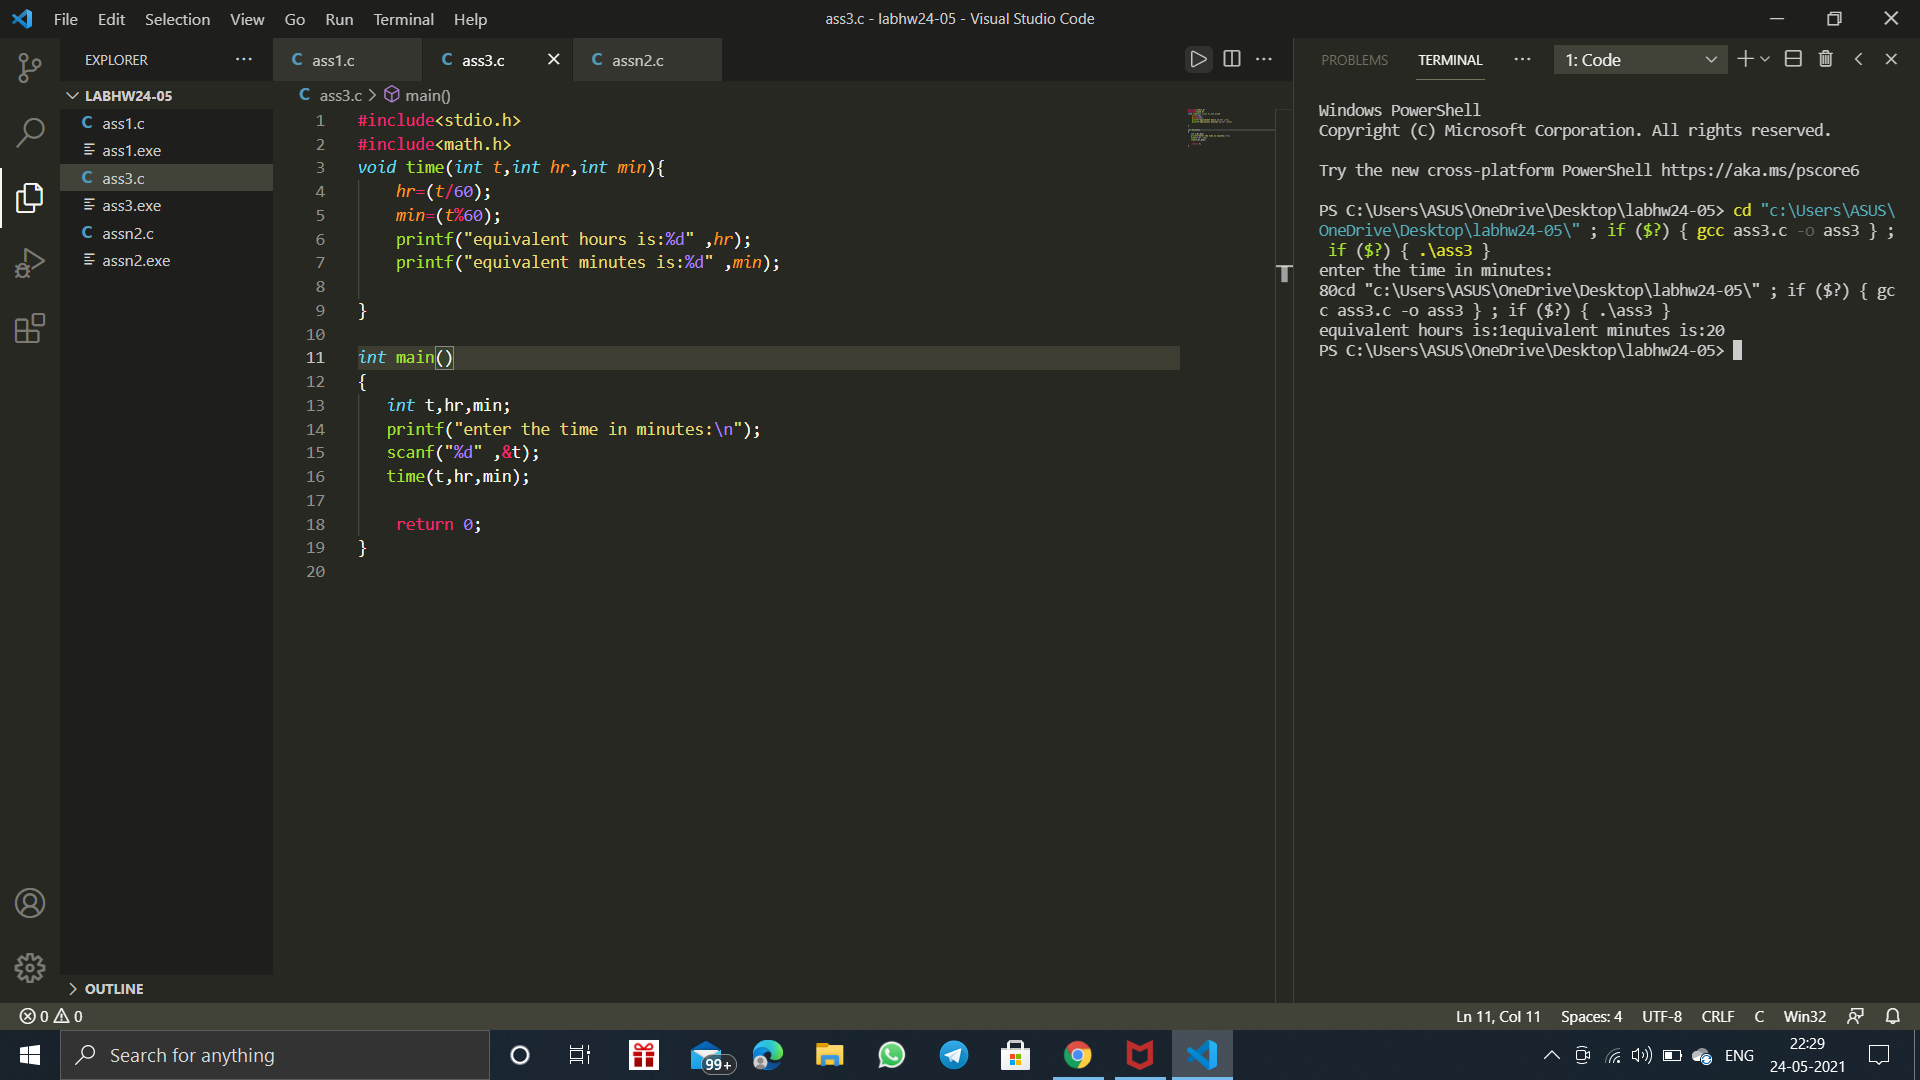 File Edit Selection View Go Run Terminal Help
ass3.c - labhw24-05 - Visual Studio Code
EXPLORER
LABHW24-05
C ass1.c
ass1.exe
C ass3.c
ass3.exe
C assn2.c
assn2.exe
OUTLINE
C ass1.c C ass3.c C assn2.c
C ass3.c > main()
1 #include<stdio.h>
2 #include<math.h>
3 void time(int t,int hr,int min){
4 hr=(t/60);
5 min=(t%60);
6 printf("equivalent hours is:%d" ,hr);
7 printf("equivalent minutes is:%d" ,min);
8
9 }
10
11 int main()
12 {
13 int t,hr,min;
14 printf("enter the time in minutes:\n");
15 scanf("%d" ,&t);
16 time(t,hr,min);
17
18 return 0;
19 }
20
PROBLEMS TERMINAL 1: Code
Windows PowerShell
Copyright (C) Microsoft Corporation. All rights reserved.
Try the new cross-platform PowerShell https://aka.ms/pscore6
PS C:\Users\ASUS\OneDrive\Desktop\labhw24-05> cd "c:\Users\ASUS\
OneDrive\Desktop\labhw24-05\" ; if ($?) { gcc ass3.c -o ass3 } ;
if ($?) { .\ass3 }
enter the time in minutes:
80cd "c:\Users\ASUS\OneDrive\Desktop\labhw24-05\" ; if ($?) { gc
c ass3.c -o ass3 } ; if ($?) { .\ass3 }
equivalent hours is:1equivalent minutes is:20
PS C:\Users\ASUS\OneDrive\Desktop\labhw24-05>
0 0
Ln 11, Col 11 Spaces: 4 UTF-8 CRLF C Win32
Search for anything
99+
ENG
22:29
24-05-2021